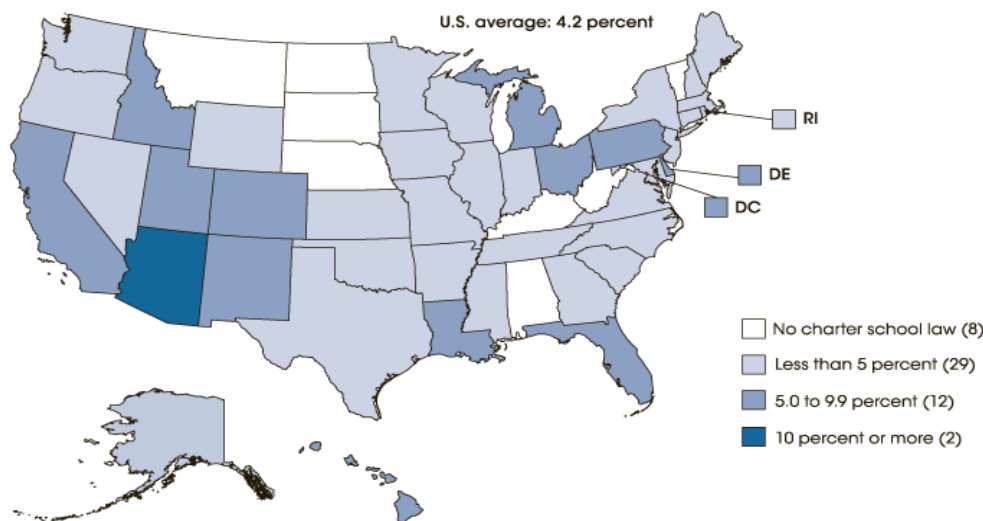 U.S. average: 4.2 percent
RI
DE
DC
No charter school law (8)
Less than 5 percent (29)
5.0 to 9.9 percent (12)
10 percent or more (2)